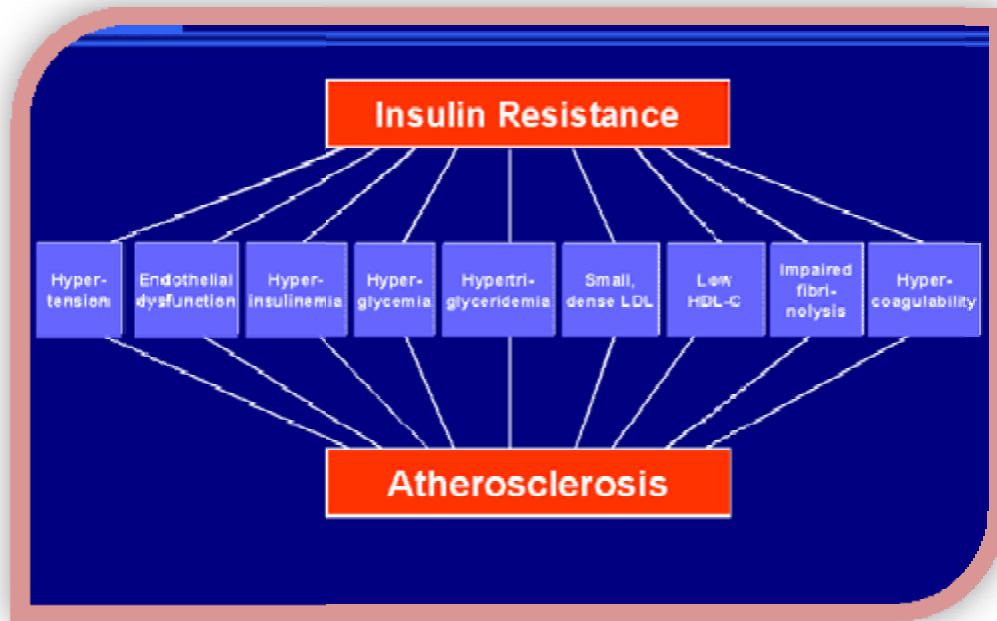 Insulin Resistance
Hyper-
tension
Endothelial
dysfunction
Hyper-
insulinemia
Hyper-
glycemia
Hypertri-
glyceridemia
Small,
dense LDL
Low
HDL-C
Impaired
fibri-
nolysis
Hyper-
coagulability
Atherosclerosis